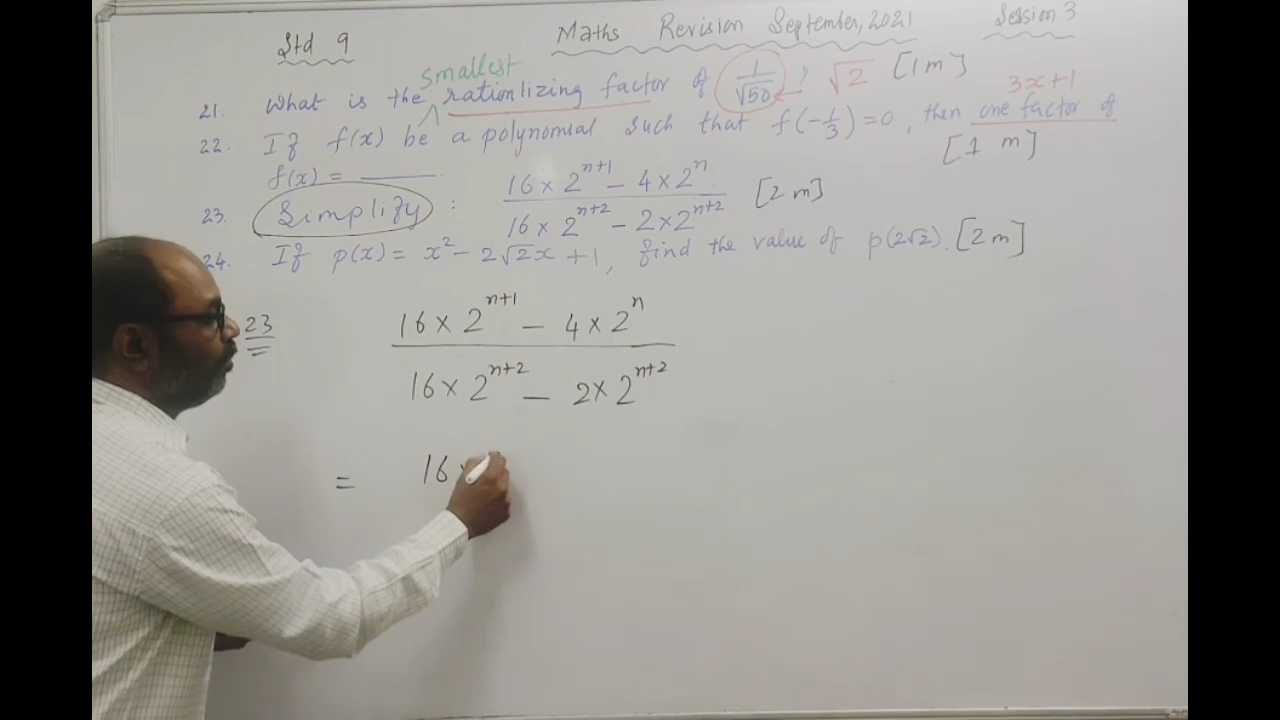 Std 9 Maths Revision September, 2021 Session 3
smallest
21. What is the rationlizing factor of 1/√50 ? √2 [1m]
3x+1
22. If f(x) be a polynomial such that f(-1/3)=0, then one factor of
f(x) = ______. [1 m]
23. Simplify : (16 × 2^(n+1) − 4 × 2^n) / (16 × 2^(n+2) − 2 × 2^(n+2)) [2 m]
24. If p(x) = x² − 2√2x + 1, find the value of p(2√2). [2 m]
23 (16 × 2^(n+1) − 4 × 2^n) / (16 × 2^(n+2) − 2 × 2^(n+2))
= 16 ×